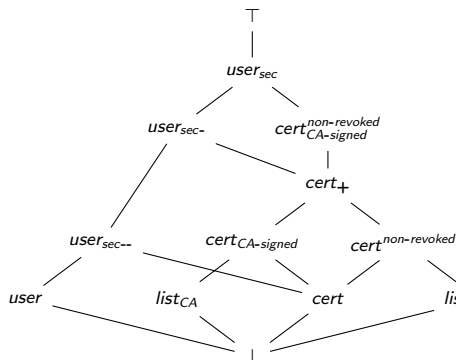 ⊤
user_sec
user_sec- cert^non-revoked_CA-signed
cert_+
user_sec-- cert_CA-signed cert^non-revoked
user list_CA cert